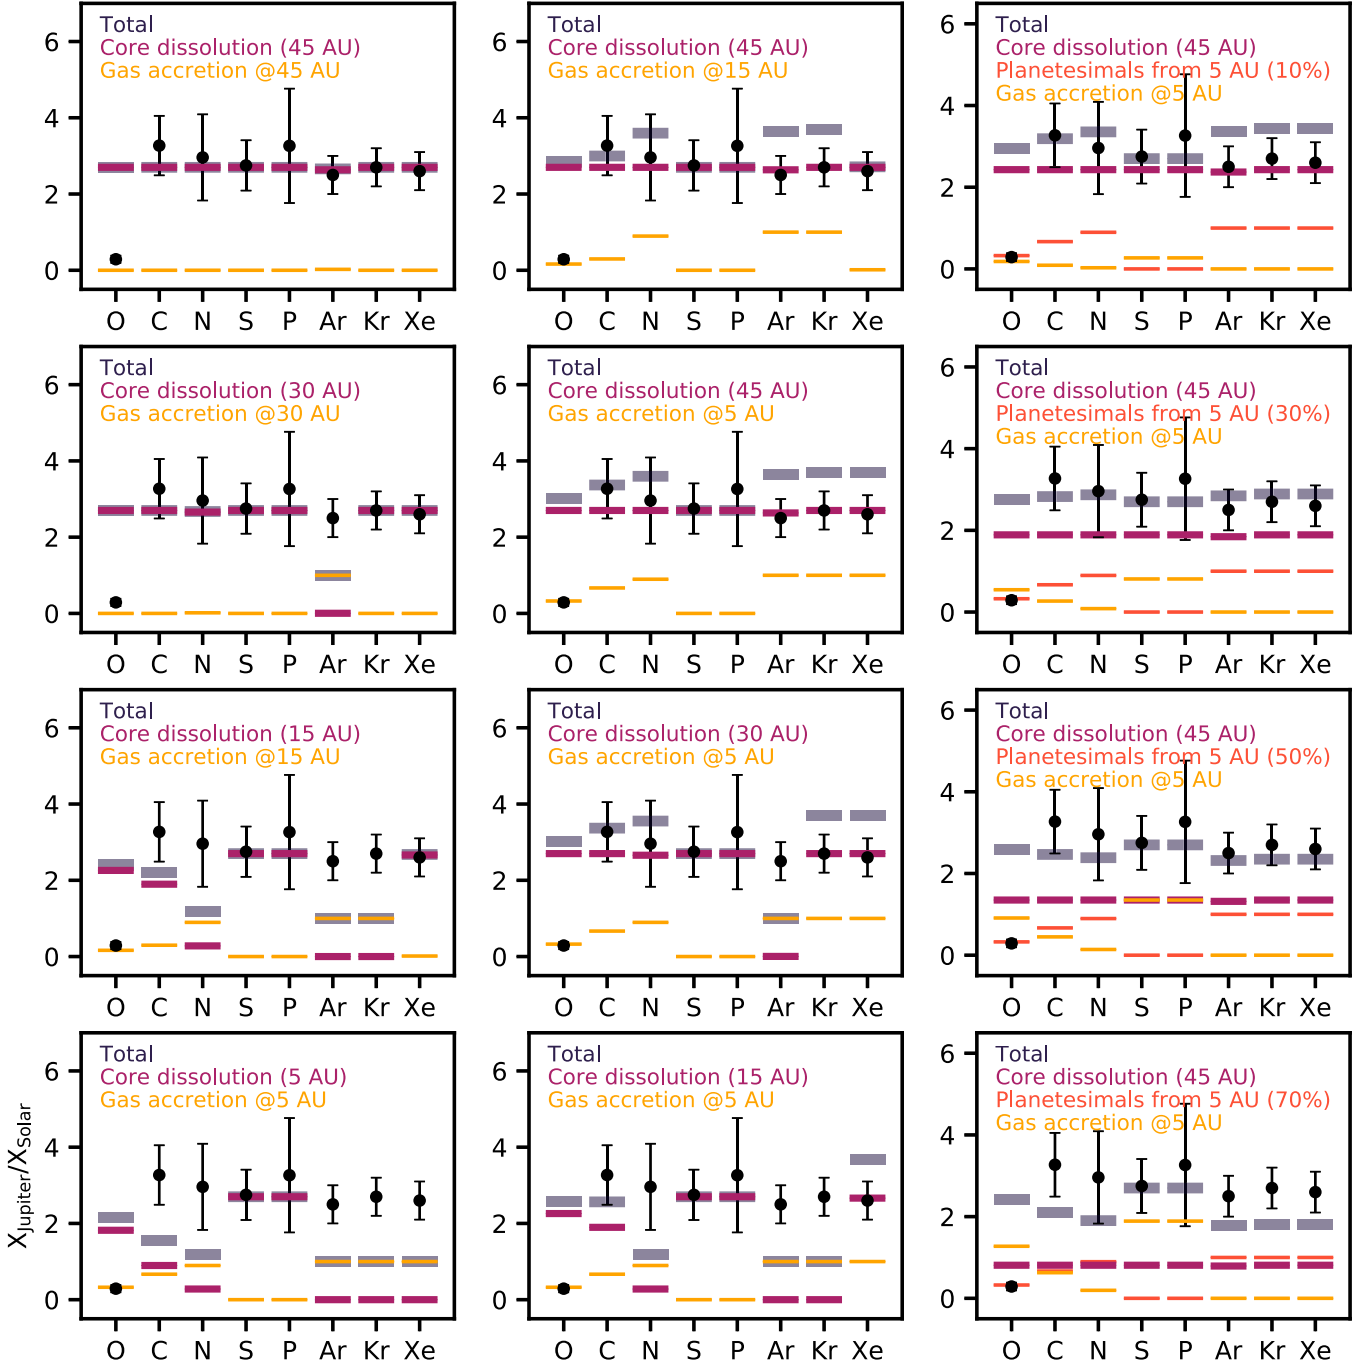 Total
Core dissolution (45 AU)
Gas accretion @45 AU
6
4
2
0
O C N S P Ar Kr Xe
Total
Core dissolution (45 AU)
Gas accretion @15 AU
6
4
2
0
O C N S P Ar Kr Xe
Total
Core dissolution (45 AU)
Planetesimals from 5 AU (10%)
Gas accretion @5 AU
6
4
2
0
O C N S P Ar Kr Xe
Total
Core dissolution (30 AU)
Gas accretion @30 AU
6
4
2
0
O C N S P Ar Kr Xe
Total
Core dissolution (45 AU)
Gas accretion @5 AU
6
4
2
0
O C N S P Ar Kr Xe
Total
Core dissolution (45 AU)
Planetesimals from 5 AU (30%)
Gas accretion @5 AU
6
4
2
0
O C N S P Ar Kr Xe
Total
Core dissolution (15 AU)
Gas accretion @15 AU
6
4
2
0
O C N S P Ar Kr Xe
Total
Core dissolution (30 AU)
Gas accretion @5 AU
6
4
2
0
O C N S P Ar Kr Xe
Total
Core dissolution (45 AU)
Planetesimals from 5 AU (50%)
Gas accretion @5 AU
6
4
2
0
O C N S P Ar Kr Xe
X_Jupiter/X_Solar
Total
Core dissolution (5 AU)
Gas accretion @5 AU
6
4
2
0
O C N S P Ar Kr Xe
Total
Core dissolution (15 AU)
Gas accretion @5 AU
6
4
2
0
O C N S P Ar Kr Xe
Total
Core dissolution (45 AU)
Planetesimals from 5 AU (70%)
Gas accretion @5 AU
6
4
2
0
O C N S P Ar Kr Xe